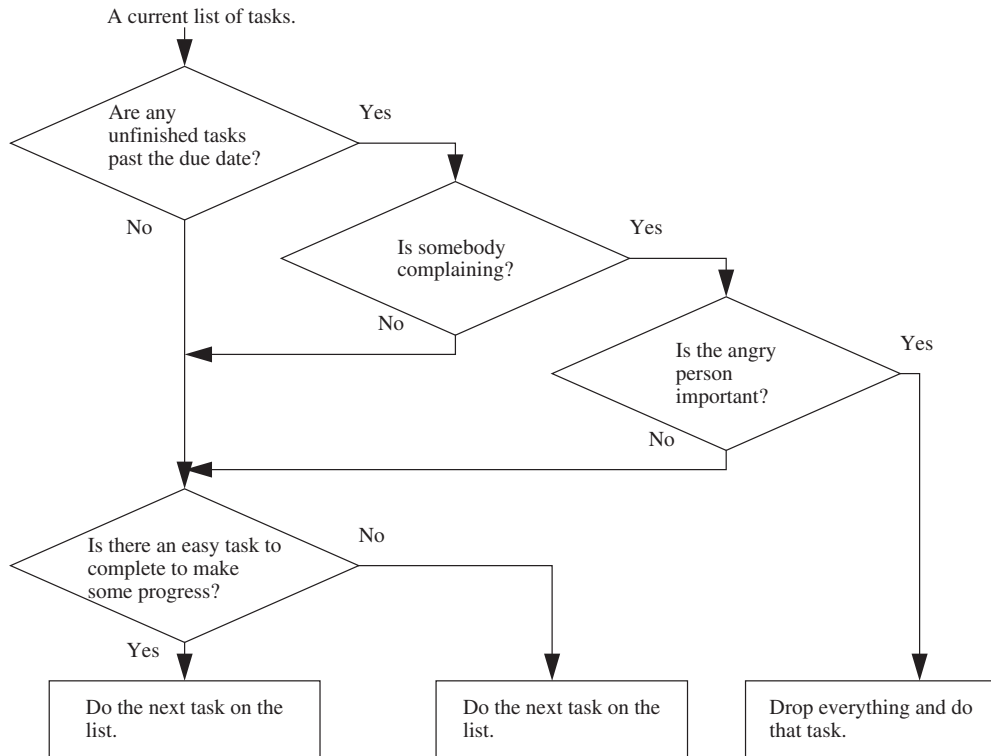 A current list of tasks.
Are any
unfinished tasks
past the due date?
Yes
No
Is somebody
complaining?
Yes
No
Is the angry
person
important?
Yes
No
Is there an easy task to
complete to make
some progress?
No
Yes
Do the next task on the
list.
Do the next task on the
list.
Drop everything and do
that task.